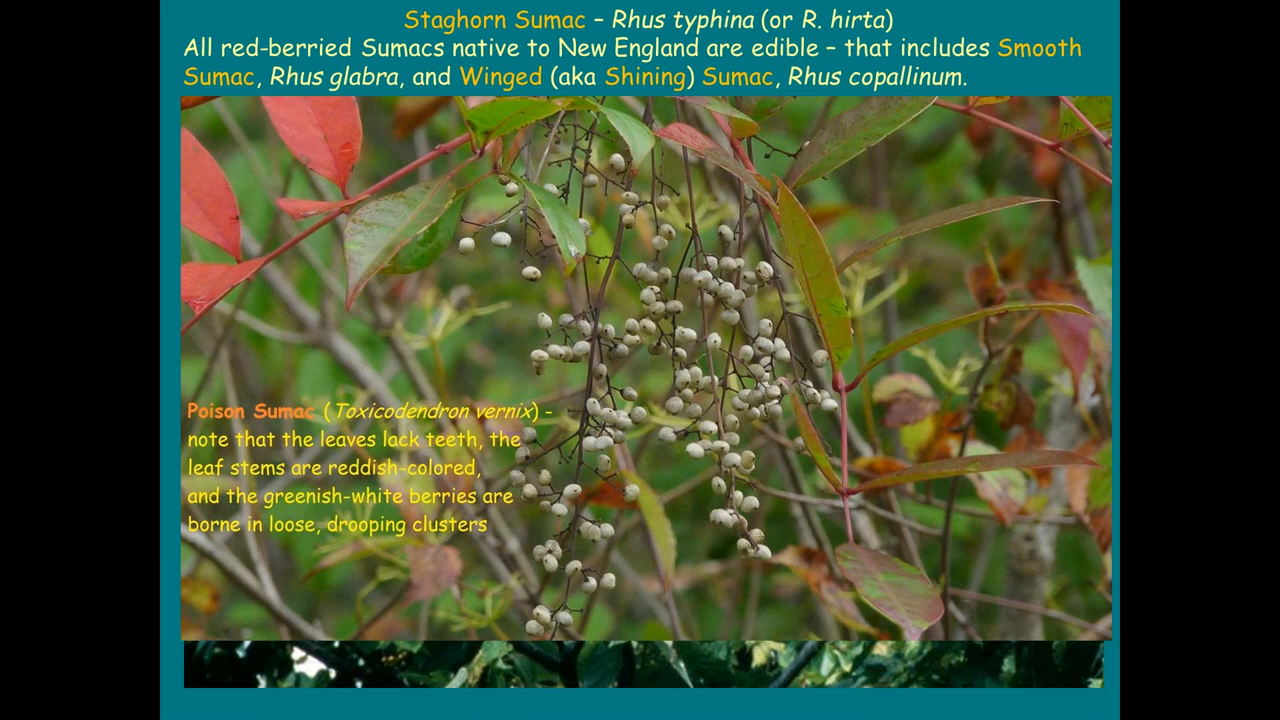 Staghorn Sumac – Rhus typhina (or R. hirta)
All red-berried Sumacs native to New England are edible – that includes Smooth
Sumac, Rhus glabra, and Winged (aka Shining) Sumac, Rhus copallinum.
Poison Sumac (Toxicodendron vernix) -
note that the leaves lack teeth, the
leaf stems are reddish-colored,
and the greenish-white berries are
borne in loose, drooping clusters